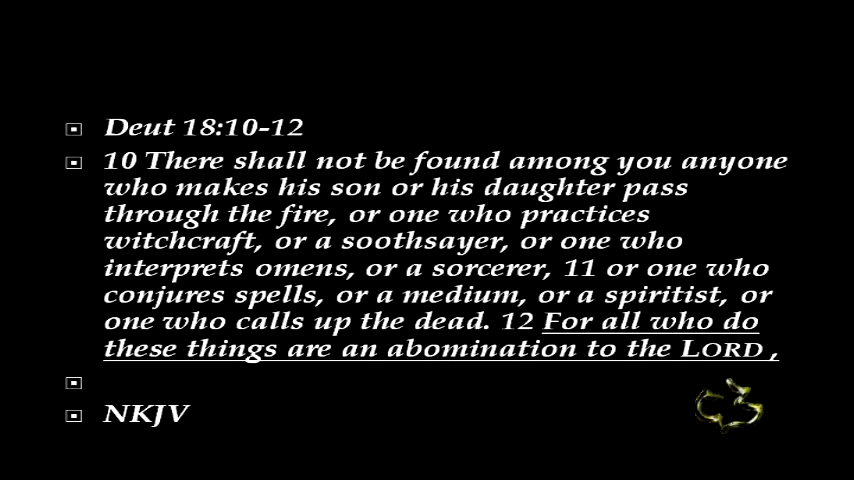 Deut 18:10-12
10 There shall not be found among you anyone
who makes his son or his daughter pass
through the fire, or one who practices
witchcraft, or a soothsayer, or one who
interprets omens, or a sorcerer, 11 or one who
conjures spells, or a medium, or a spiritist, or
one who calls up the dead. 12 For all who do
these things are an abomination to the LORD ,
NKJV